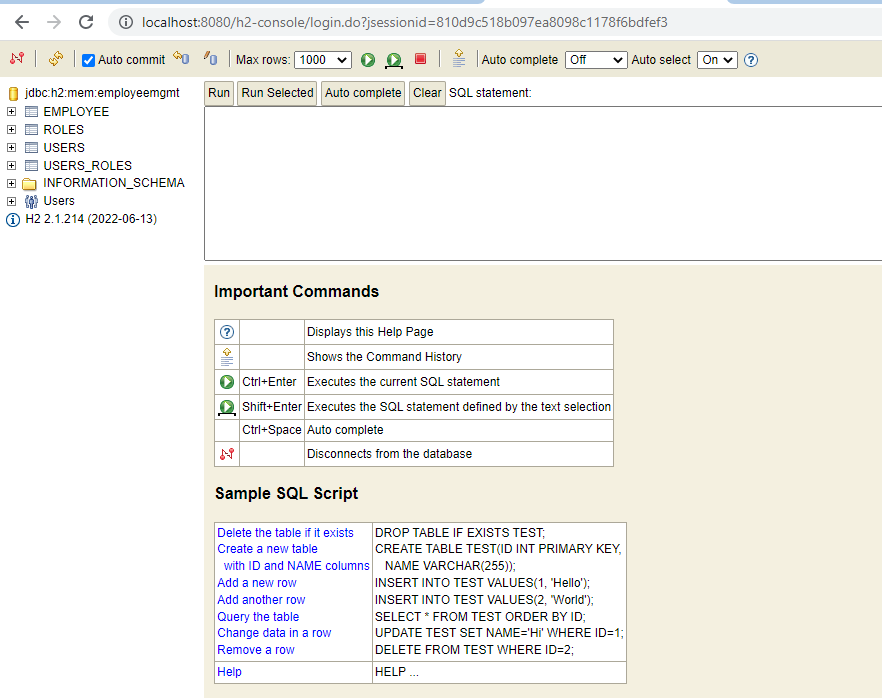 localhost:8080/h2-console/login.do?jsessionid=810d9c518b097ea8098c1178f6bdfef3
Auto commit Max rows: 1000 Auto complete Off Auto select On ?
jdbc:h2:mem:employeemgmt
EMPLOYEE
ROLES
USERS
USERS_ROLES
INFORMATION_SCHEMA
Users
H2 2.1.214 (2022-06-13)
Run Run Selected Auto complete Clear SQL statement:
Important Commands
? Displays this Help Page
Shows the Command History
Ctrl+Enter Executes the current SQL statement
Shift+Enter Executes the SQL statement defined by the text selection
Ctrl+Space Auto complete
Disconnects from the database
Sample SQL Script
Delete the table if it exists DROP TABLE IF EXISTS TEST;
Create a new table CREATE TABLE TEST(ID INT PRIMARY KEY,
with ID and NAME columns NAME VARCHAR(255));
Add a new row INSERT INTO TEST VALUES(1, 'Hello');
Add another row INSERT INTO TEST VALUES(2, 'World');
Query the table SELECT * FROM TEST ORDER BY ID;
Change data in a row UPDATE TEST SET NAME='Hi' WHERE ID=1;
Remove a row DELETE FROM TEST WHERE ID=2;
Help HELP ...